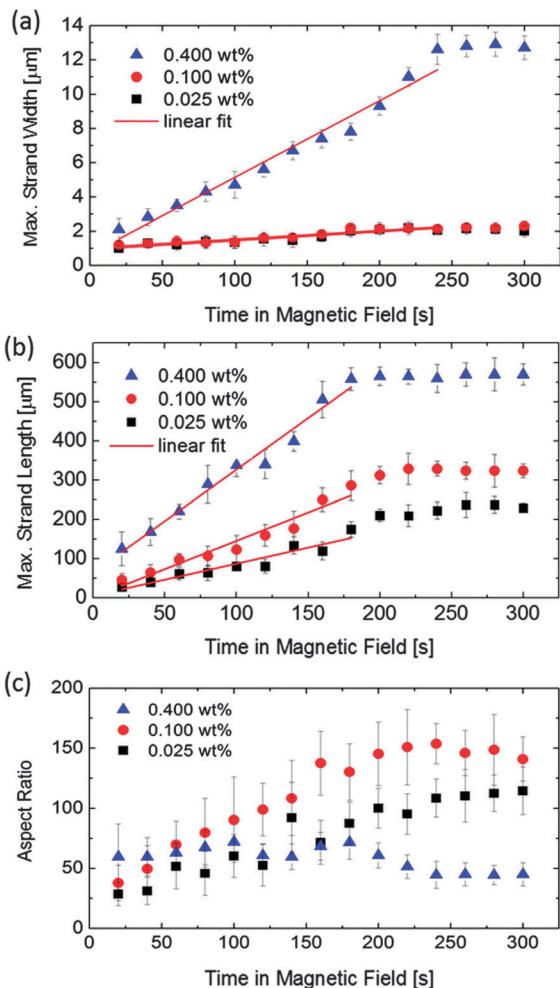 (a)
14
12
10
8
6
4
2
0
Max. Strand Width [μm]
0.400 wt%
0.100 wt%
0.025 wt%
linear fit
0 50 100 150 200 250 300
Time in Magnetic Field [s]
(b)
600
500
400
300
200
100
0
Max. Strand Length [μm]
0.400 wt%
0.100 wt%
0.025 wt%
linear fit
0 50 100 150 200 250 300
Time in Magnetic Field [s]
(c)
200
150
100
50
0
Aspect Ratio
0.400 wt%
0.100 wt%
0.025 wt%
0 50 100 150 200 250 300
Time in Magnetic Field [s]